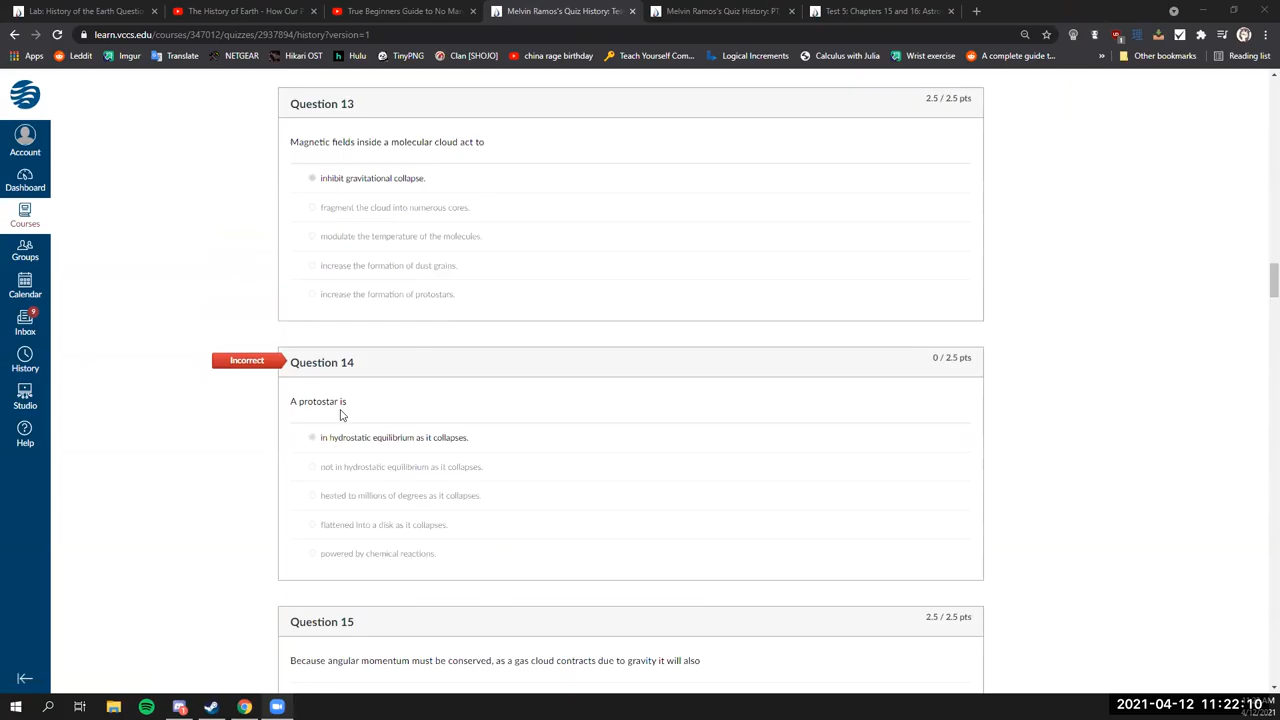 Lab: History of the Earth Question:
The History of Earth - How Our P
True Beginners Guide to No Ma
Melvin Ramos's Quiz History: Tes
Melvin Ramos's Quiz History: F
Test 5: Chapters 15 and 16: Astro
learn.vccs.edu/courses/347012/quizzes/2937894/history?version=1
Apps
Reddit
Imgur
Translate
NETGEAR
Hikari OST
Hulu
Clan [SHOJO]
china rage birthday
Teach Yourself Com...
Logical Increments
Calculus with Julia
Wrist exercise
A complete guide t...
Other bookmarks
Reading list
Account
Dashboard
Courses
Groups
Calendar
9
Inbox
History
Studio
Help
Question 13
2.5 / 2.5 pts
Magnetic fields inside a molecular cloud act to
inhibit gravitational collapse.
fragment the cloud into numerous cores.
modulate the temperature of the molecules.
increase the formation of dust grains.
increase the formation of protostars.
Incorrect
Question 14
0 / 2.5 pts
A protostar is
in hydrostatic equilibrium as it collapses.
not in hydrostatic equilibrium as it collapses.
heated to millions of degrees as it collapses.
flattened into a disk as it collapses.
powered by chemical reactions.
Question 15
2.5 / 2.5 pts
Because angular momentum must be conserved, as a gas cloud contracts due to gravity it will also
2021-04-12 11:22:10
4/12/2021